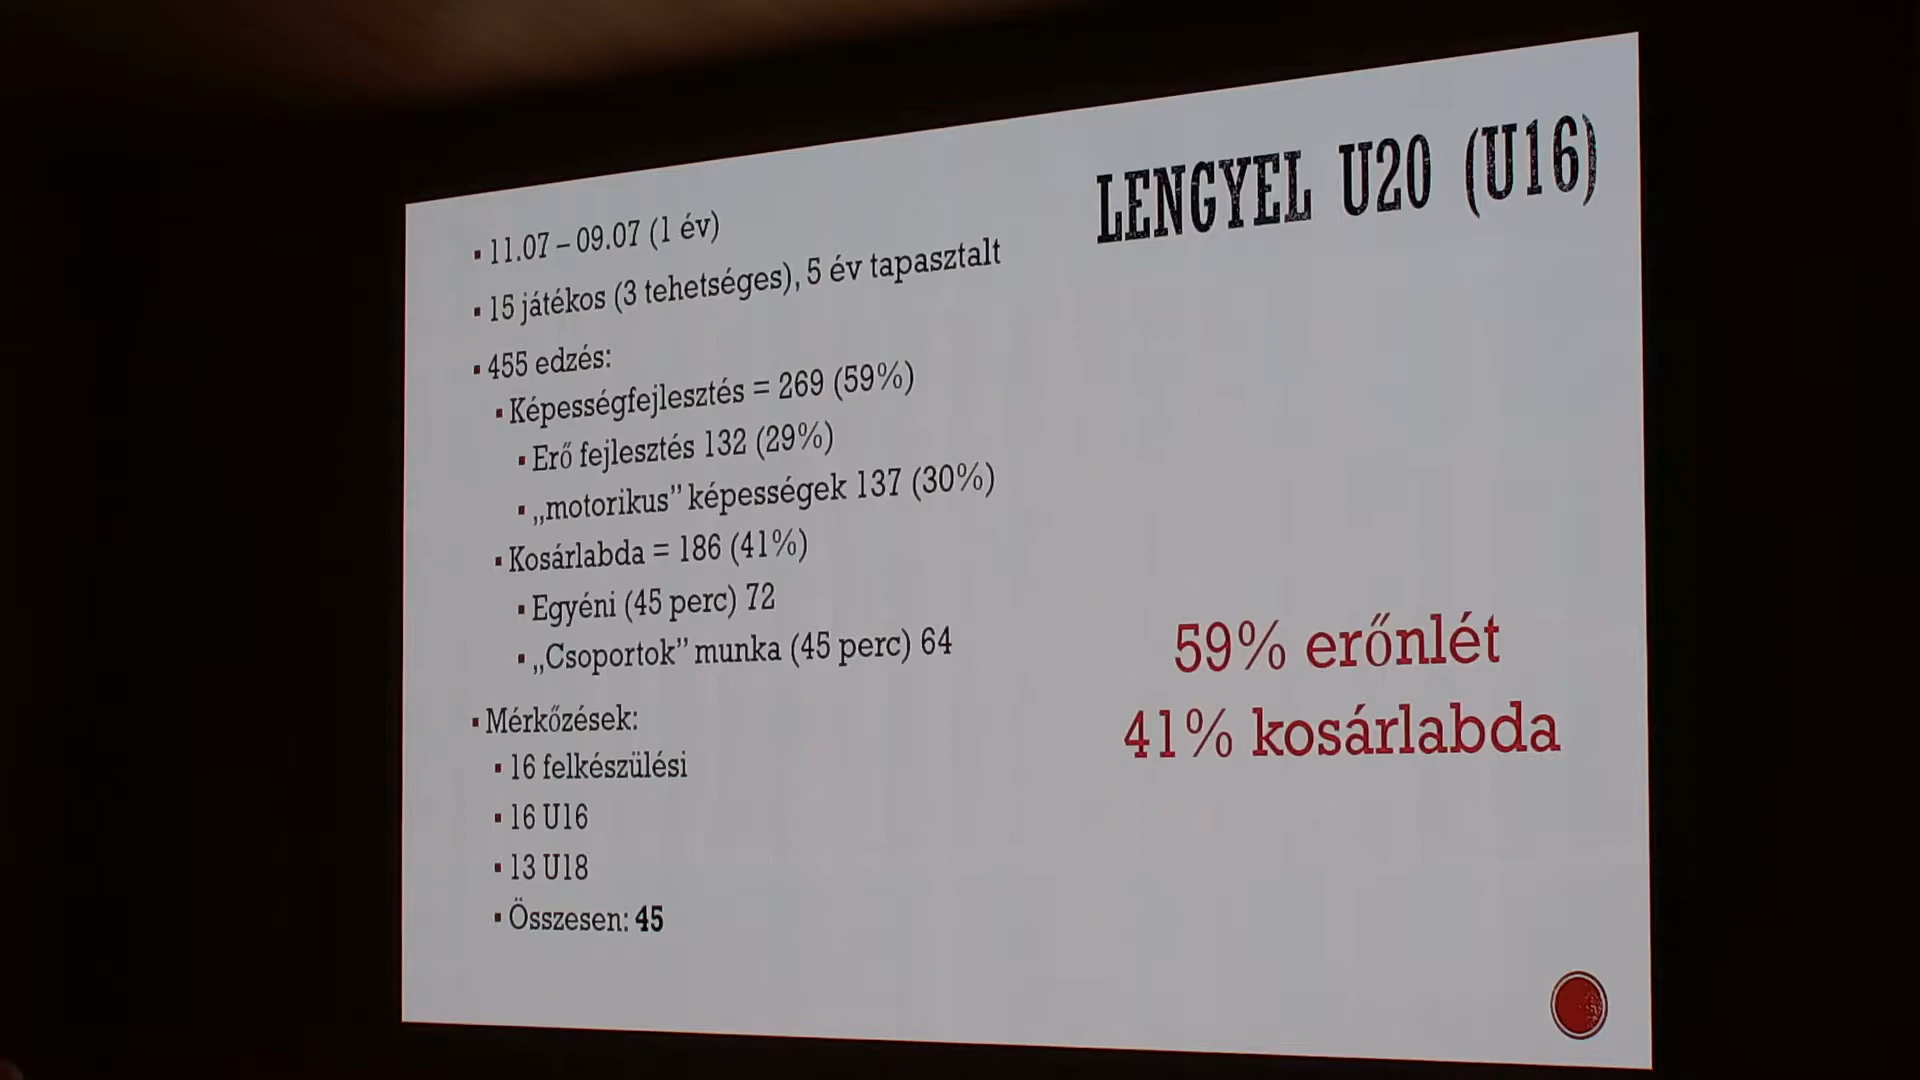 LENGYEL U20 (U16)
▪ 11.07 – 09.07 (1 év)
▪ 15 játékos (3 tehetséges), 5 év tapasztalt
▪ 455 edzés:
▪ Képességfejlesztés = 269 (59%)
▪ Erő fejlesztés 132 (29%)
▪ „motorikus” képességek 137 (30%)
▪ Kosárlabda = 186 (41%)
▪ Egyéni (45 perc) 72
▪ „Csoportok” munka (45 perc) 64
▪ Mérkőzések:
▪ 16 felkészülési
▪ 16 U16
▪ 13 U18
▪ Összesen: 45
59% erőnlét
41% kosárlabda